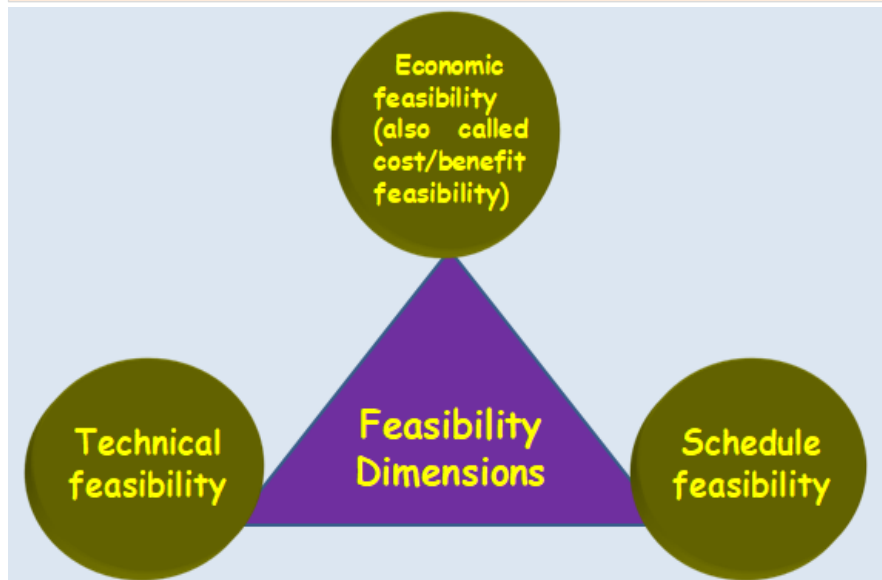 Economic
feasibility
(also called
cost/benefit
feasibility)
Feasibility
Dimensions
Technical
feasibility
Schedule
feasibility